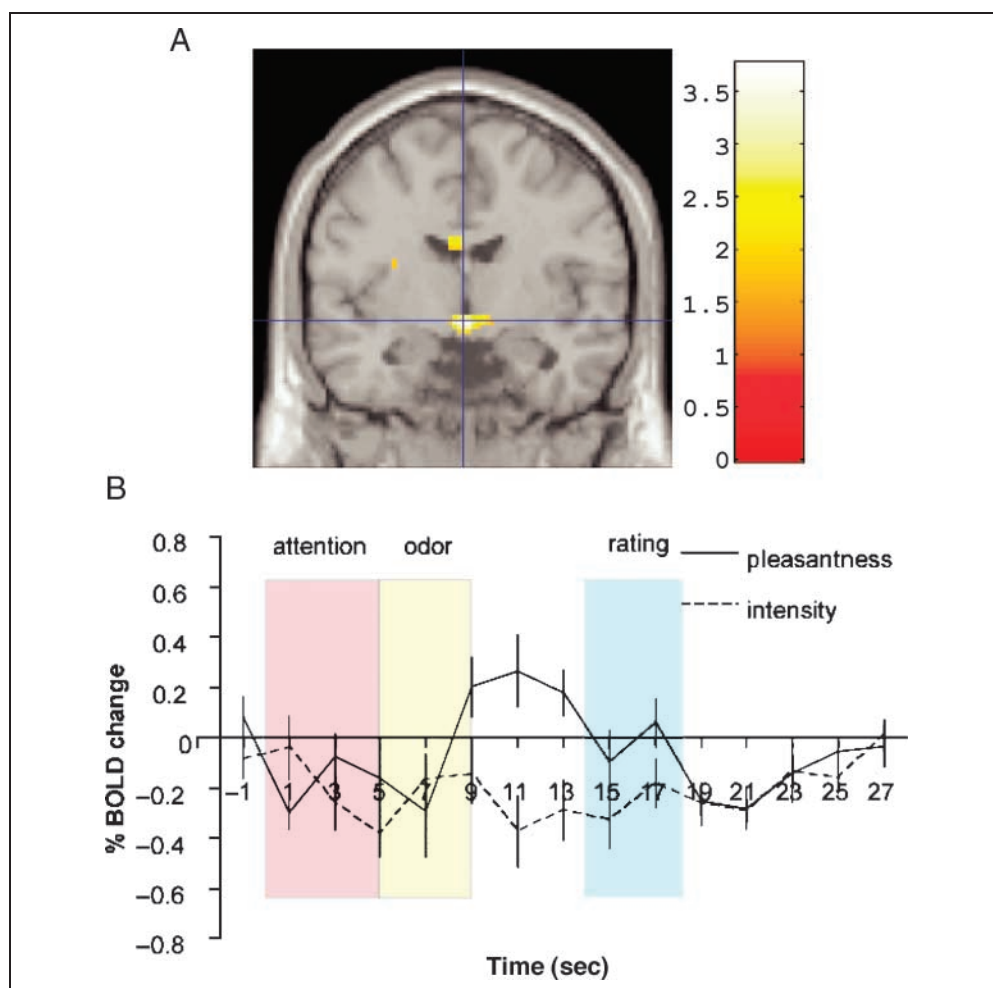 A
3.5
3
2.5
2
1.5
1
0.5
0
B
0.8
0.6
0.4
0.2
0
−0.2
−0.4
−0.6
−0.8
% BOLD change
attention odor rating
pleasantness
intensity
−1 1 3 5 7 9 11 13 15 17 19 21 23 25 27
Time (sec)